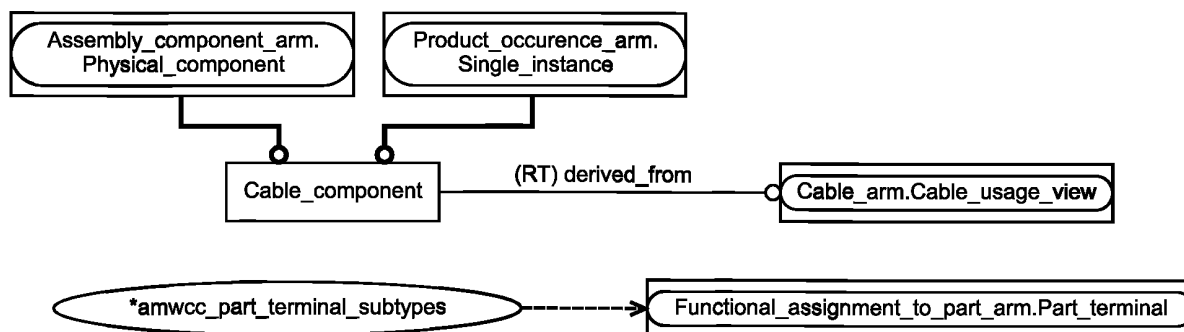 Assembly_component_arm.
Physical_component
Product_occurence_arm.
Single_instance
Cable_component
(RT) derived_from
Cable_arm.Cable_usage_view
*amwcc_part_terminal_subtypes
Functional_assignment_to_part_arm.Part_terminal